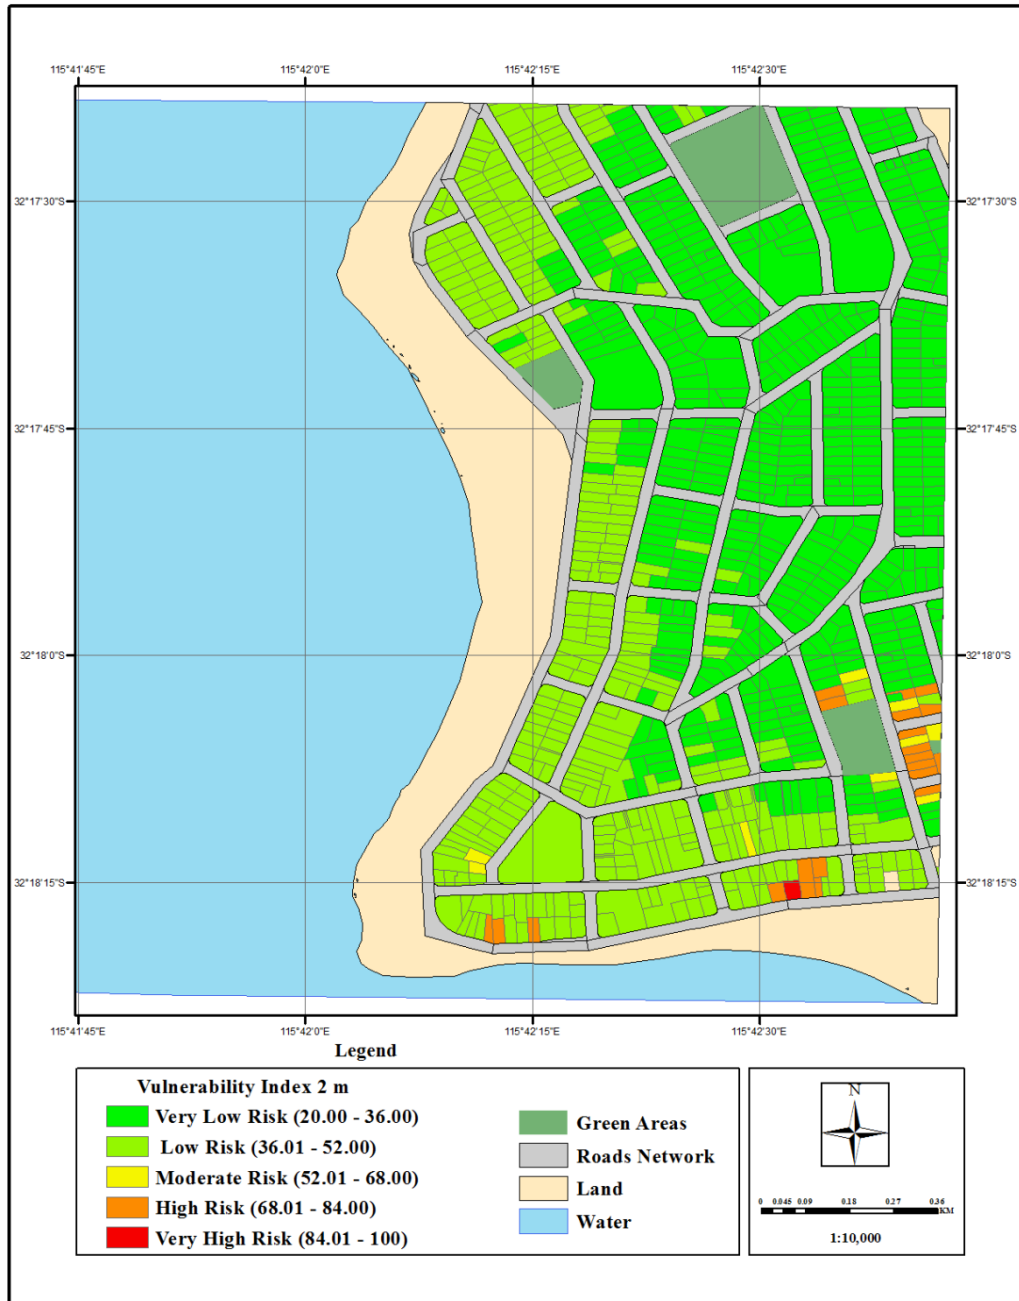 115°41'45"E 115°42'0"E 115°42'15"E 115°42'30"E
32°17'30"S 32°17'30"S
32°17'45"S 32°17'45"S
32°18'0"S 32°18'0"S
32°18'15"S 32°18'15"S
115°41'45"E 115°42'0"E 115°42'15"E 115°42'30"E
Legend
Vulnerability Index 2 m
Very Low Risk (20.00 - 36.00)
Low Risk (36.01 - 52.00)
Moderate Risk (52.01 - 68.00)
High Risk (68.01 - 84.00)
Very High Risk (84.01 - 100)
Green Areas
Roads Network
Land
Water
N
0 0.045 0.09 0.18 0.27 0.36
KM
1:10,000